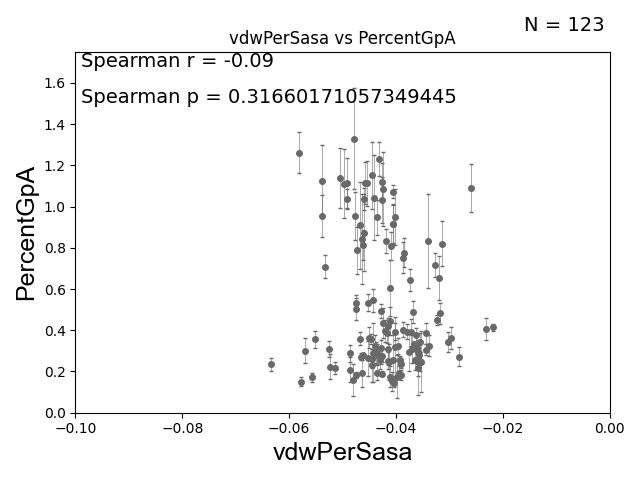 N = 123
vdwPerSasa vs PercentGpA
Spearman r = -0.09
Spearman p = 0.31660171057349445
1.6
1.4
1.2
1.0
0.8
0.6
0.4
0.2
0.0
PercentGpA
−0.10 −0.08 −0.06 −0.04 −0.02 0.00
vdwPerSasa